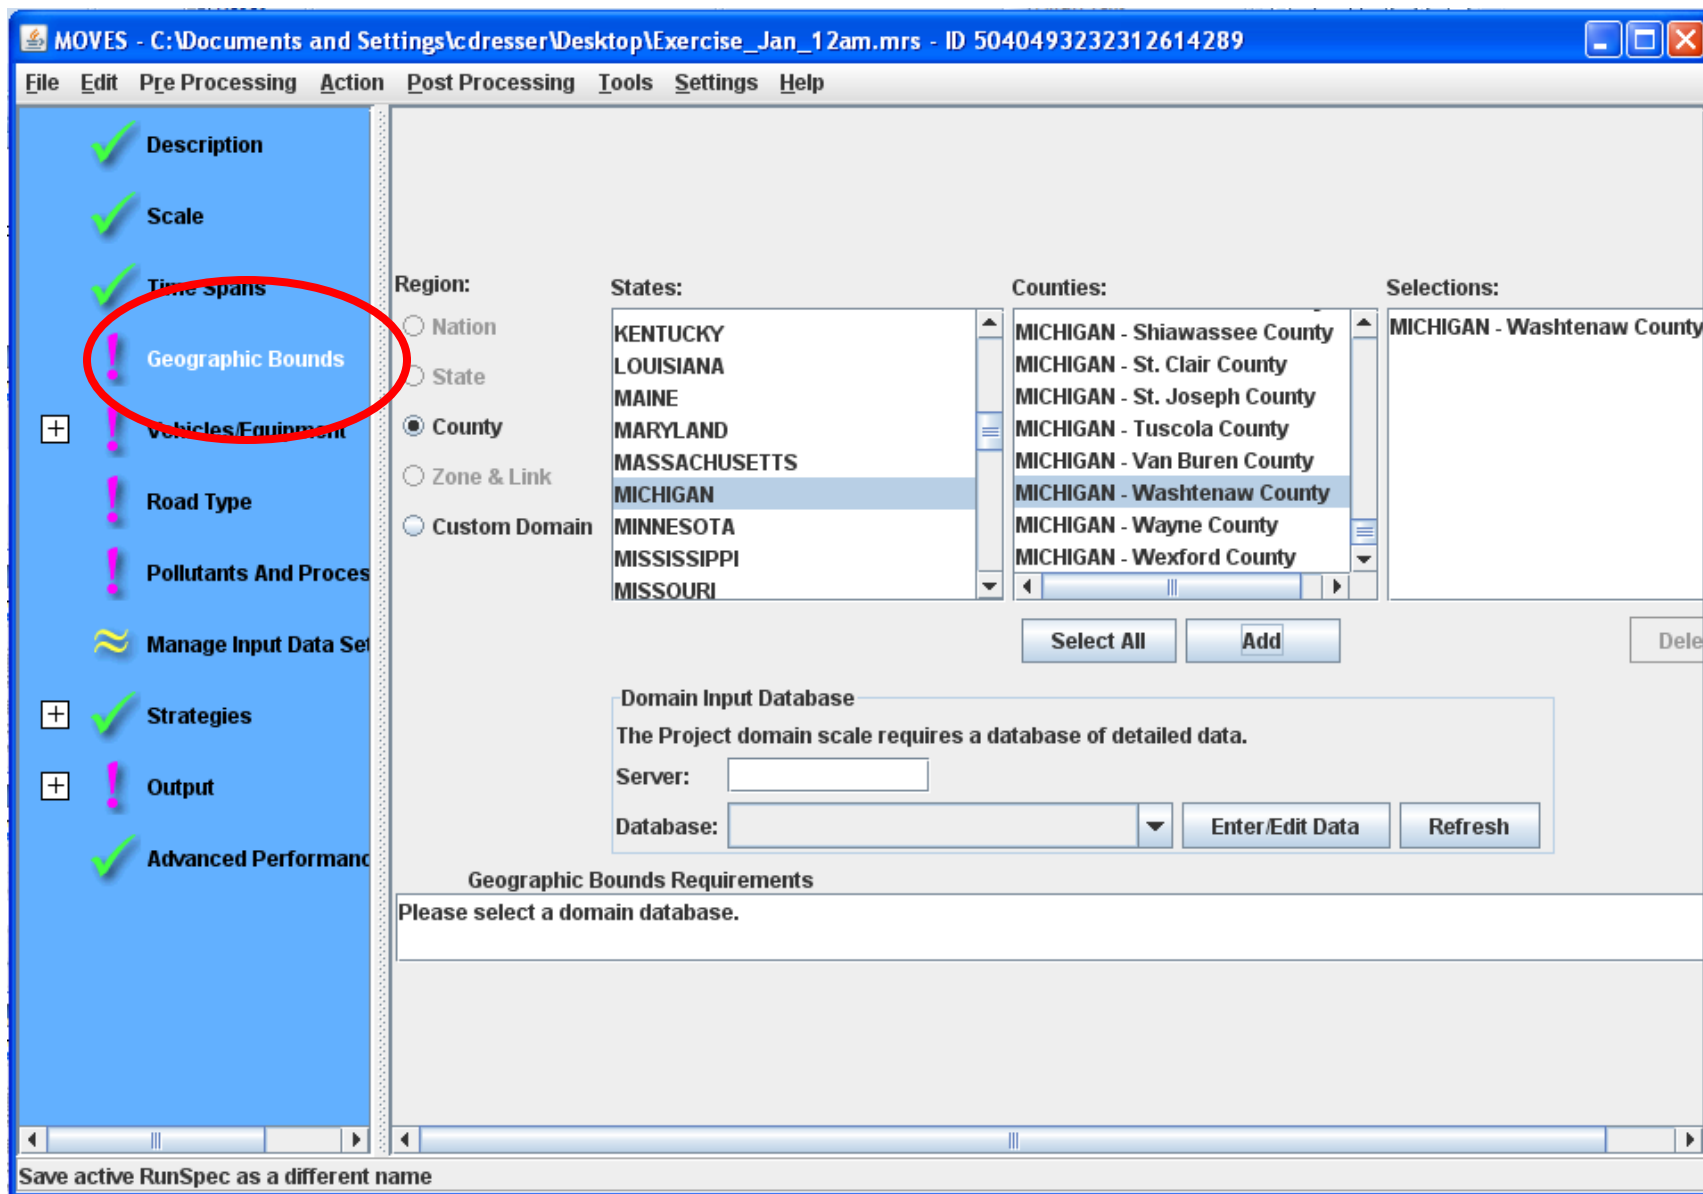 MOVES - C:\Documents and Settings\cdresser\Desktop\Exercise_Jan_12am.mrs - ID 5040493232312614289
File Edit Pre Processing Action Post Processing Tools Settings Help
Description
Scale
Time Spans
Geographic Bounds
Vehicles/Equipment
Road Type
Pollutants And Proces
Manage Input Data Set
Strategies
Output
Advanced Performanc
Region:
Nation
State
County
Zone & Link
Custom Domain
States:
KENTUCKY
LOUISIANA
MAINE
MARYLAND
MASSACHUSETTS
MICHIGAN
MINNESOTA
MISSISSIPPI
MISSOURI
Counties:
MICHIGAN - Shiawassee County
MICHIGAN - St. Clair County
MICHIGAN - St. Joseph County
MICHIGAN - Tuscola County
MICHIGAN - Van Buren County
MICHIGAN - Washtenaw County
MICHIGAN - Wayne County
MICHIGAN - Wexford County
Selections:
MICHIGAN - Washtenaw County
Select All Add Dele
Domain Input Database
The Project domain scale requires a database of detailed data.
Server:
Database: Enter/Edit Data Refresh
Geographic Bounds Requirements
Please select a domain database.
Save active RunSpec as a different name